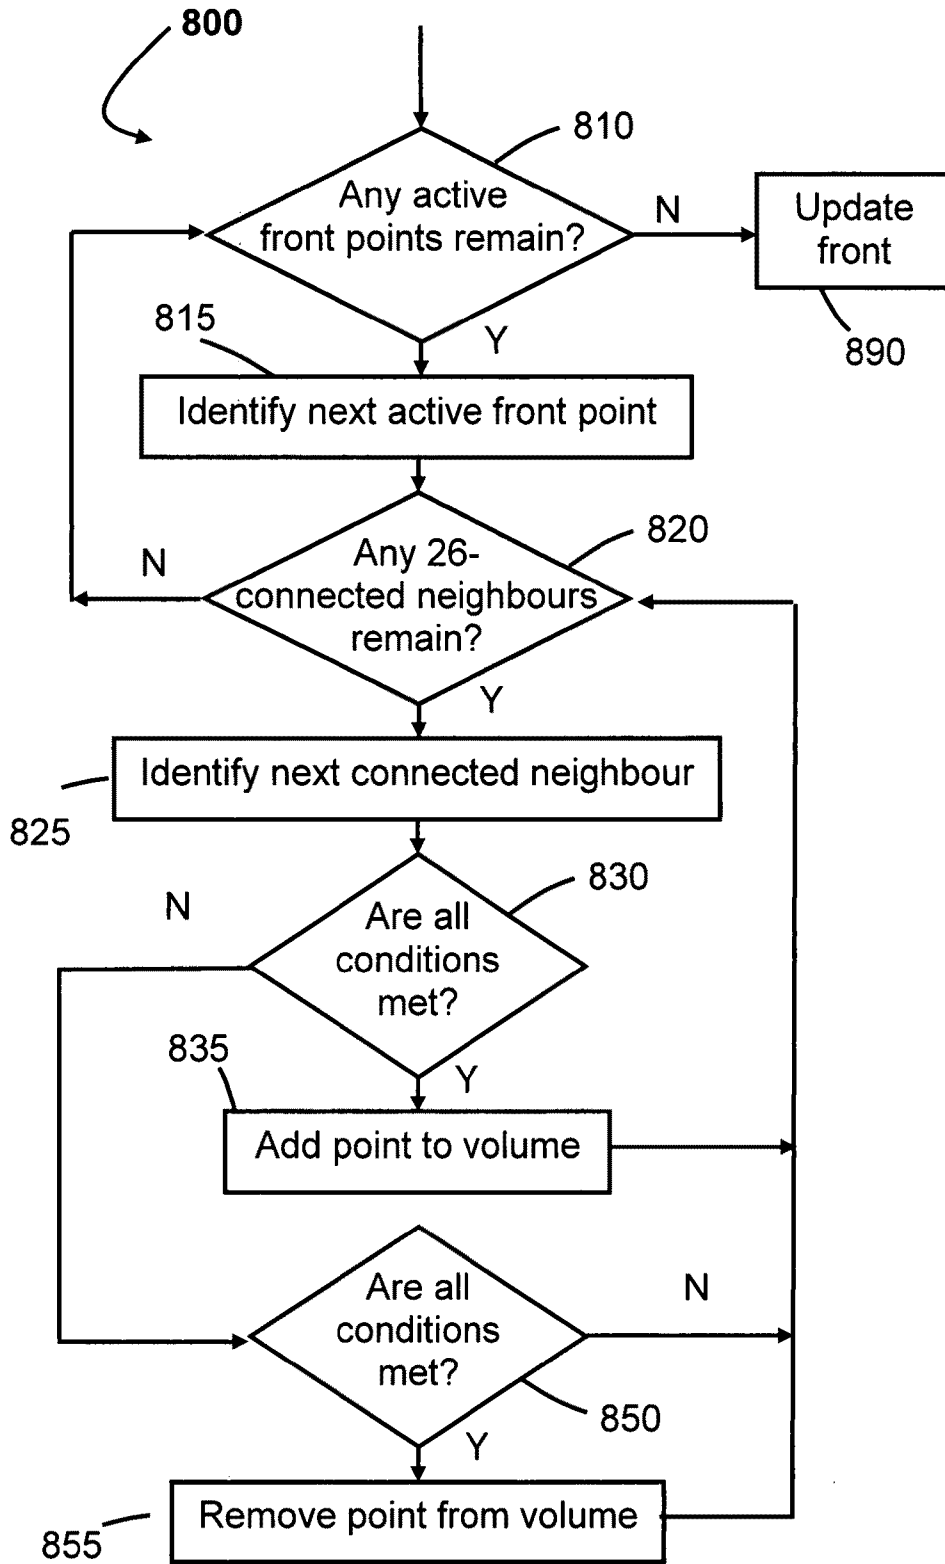 800
810
Any active
front points remain?
N
Update
front
890
Y
815
Identify next active front point
820
Any 26-
connected neighbours
remain?
N
Y
Identify next connected neighbour
825
830
Are all
conditions
met?
N
Y
835
Add point to volume
Are all
conditions
met?
N
850
Y
Remove point from volume
855